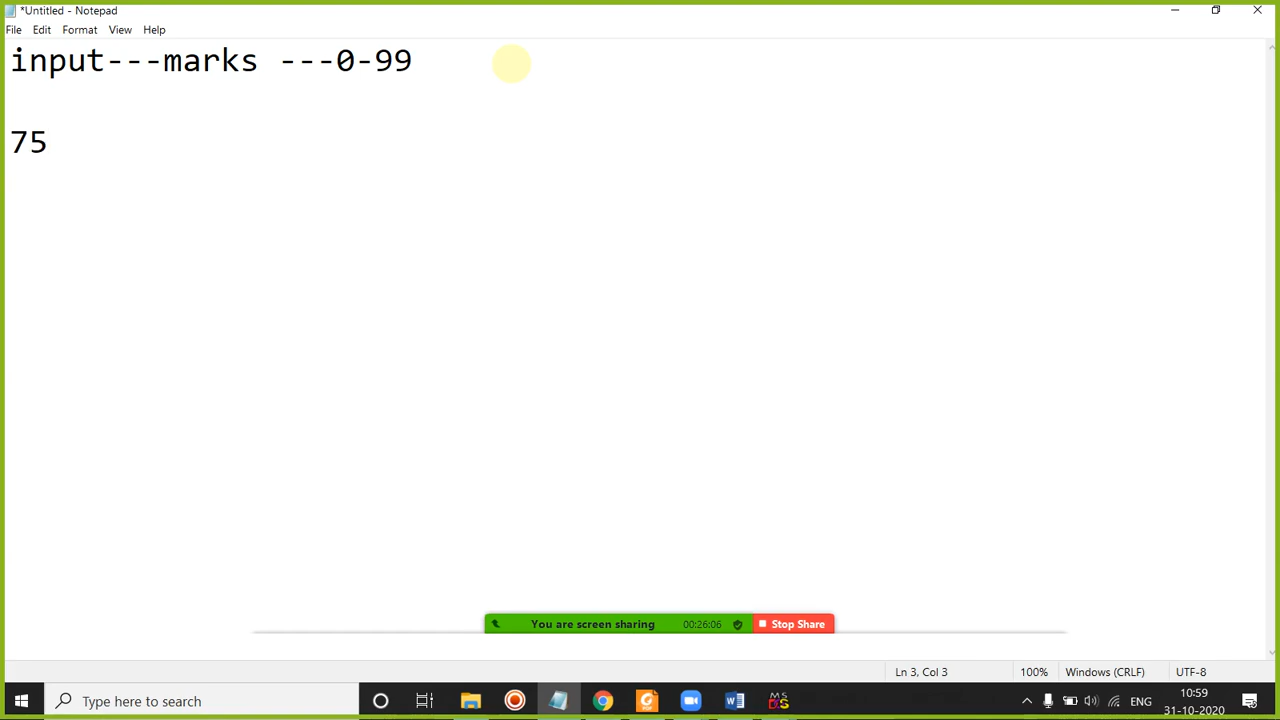 *Untitled - Notepad
File Edit Format View Help
input---marks ---0-99
75
You are screen sharing 00:26:06 Stop Share
Ln 3, Col 3 100% Windows (CRLF) UTF-8
Type here to search
ENG
10:59
31-10-2020